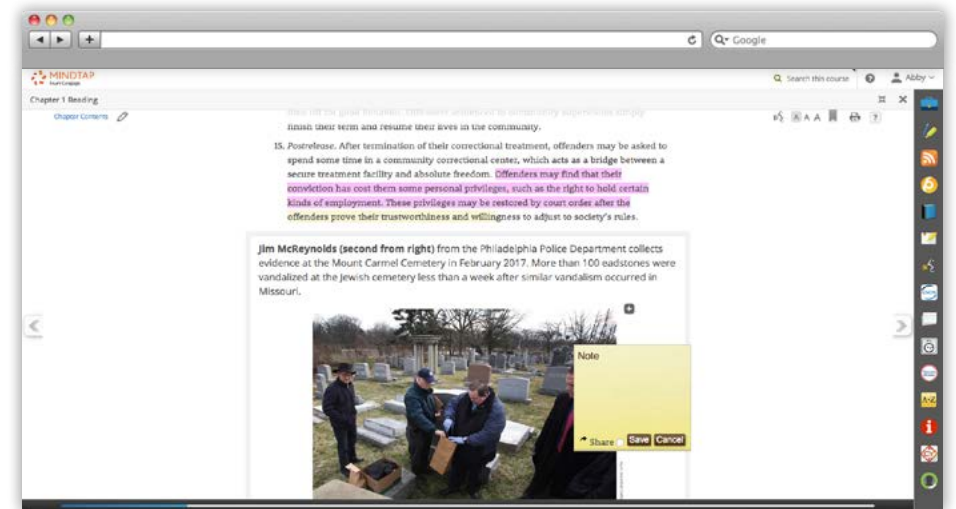 Google
MINDTAP
Search this course
Abby
Chapter 1 Reading
Chapter Contents
A A A
?
finish their term and resume their lives in the community.
15. Postrelease. After termination of their correctional treatment, offenders may be asked to
spend some time in a community correctional center, which acts as a bridge between a
secure treatment facility and absolute freedom. Offenders may find that their
conviction has cost them some personal privileges, such as the right to hold certain
kinds of employment. These privileges may be restored by court order after the
offenders prove their trustworthiness and willingness to adjust to society's rules.
Jim McReynolds (second from right) from the Philadelphia Police Department collects
evidence at the Mount Carmel Cemetery in February 2017. More than 100 eadstones were
vandalized at the Jewish cemetery less than a week after similar vandalism occurred in
Missouri.
Note
Share Save Cancel
A-Z